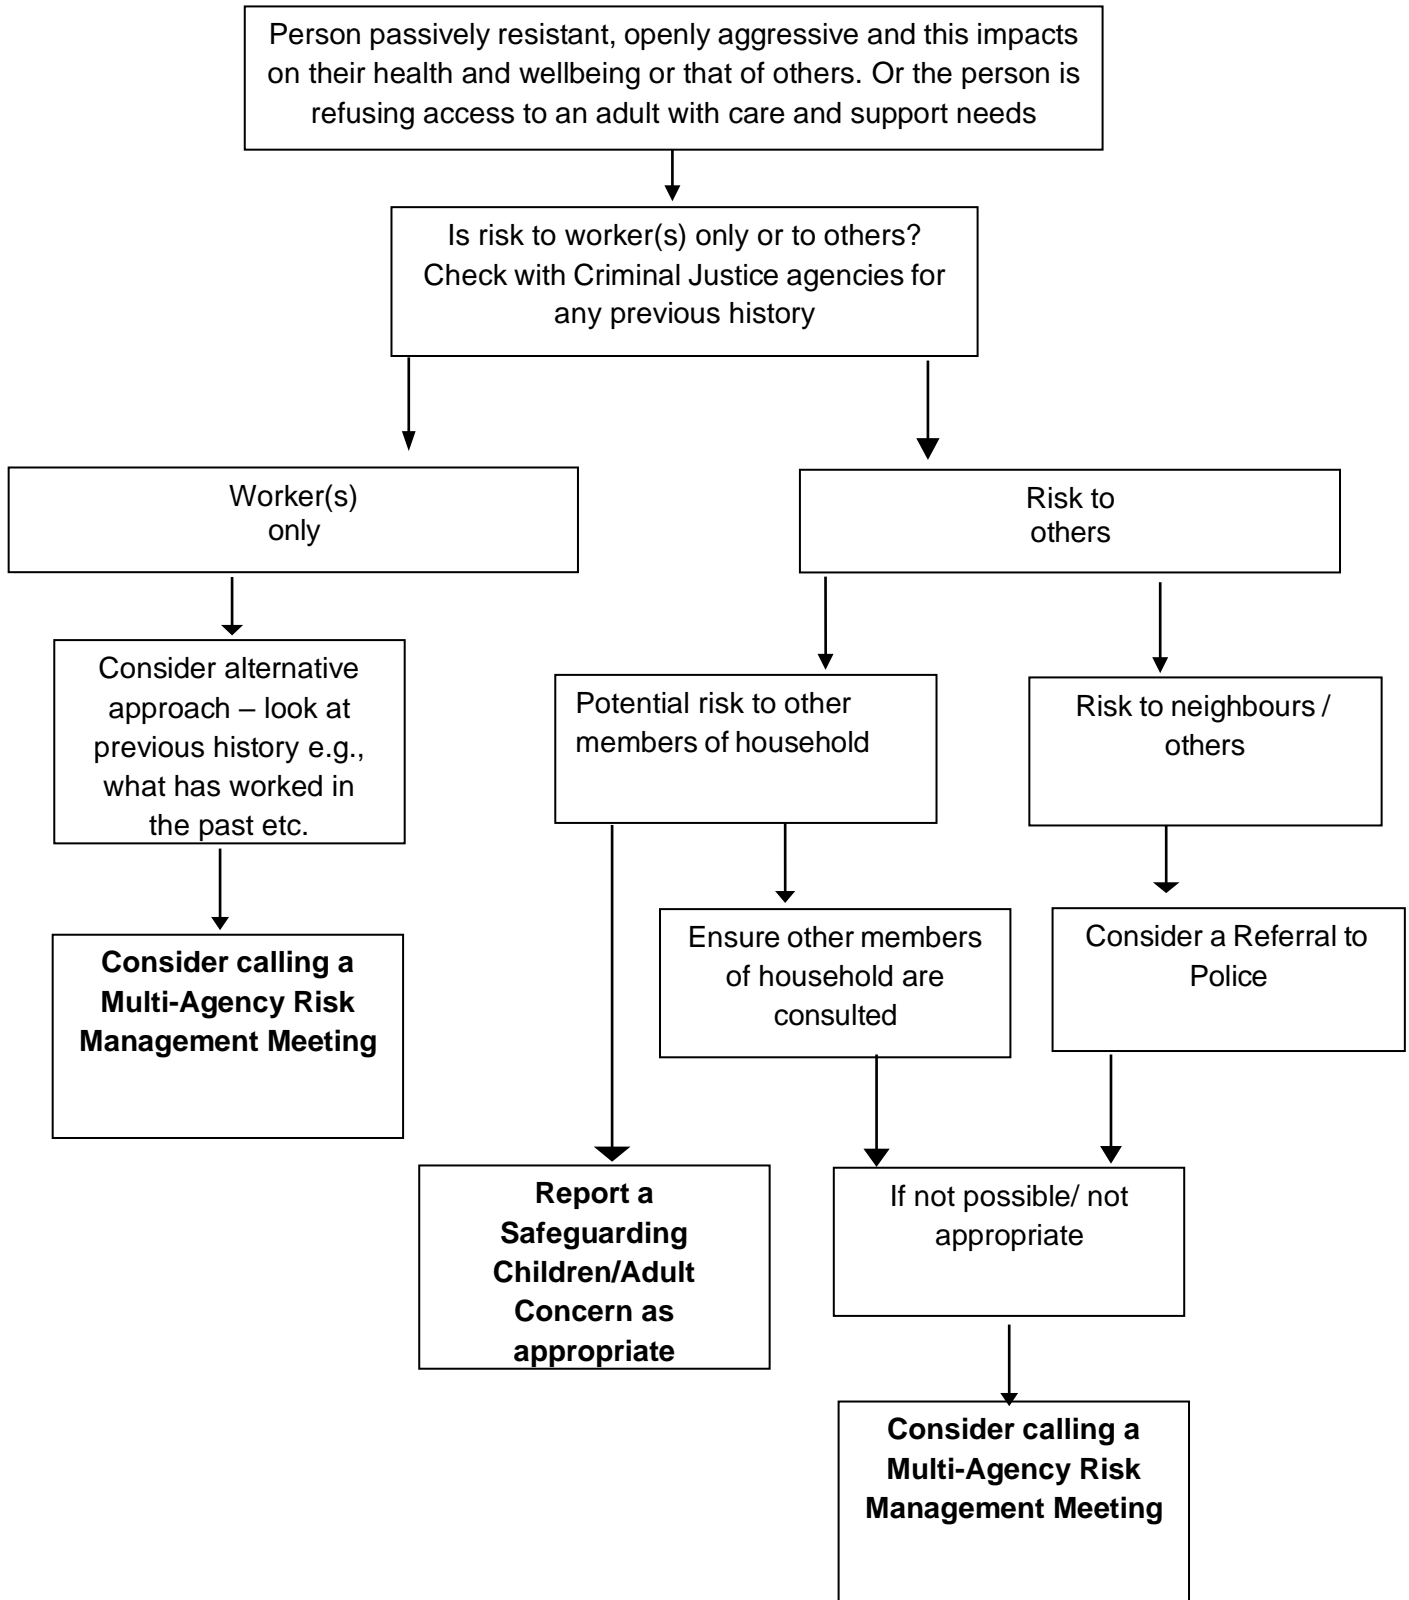 Person passively resistant, openly aggressive and this impacts
on their health and wellbeing or that of others. Or the person is
refusing access to an adult with care and support needs
Is risk to worker(s) only or to others?
Check with Criminal Justice agencies for
any previous history
Worker(s)
only
Risk to
others
Consider alternative
approach – look at
previous history e.g.,
what has worked in
the past etc.
Potential risk to other
members of household
Risk to neighbours /
others
Consider calling a
Multi-Agency Risk
Management Meeting
Ensure other members
of household are
consulted
Consider a Referral to
Police
Report a
Safeguarding
Children/Adult
Concern as
appropriate
If not possible/ not
appropriate
Consider calling a
Multi-Agency Risk
Management Meeting